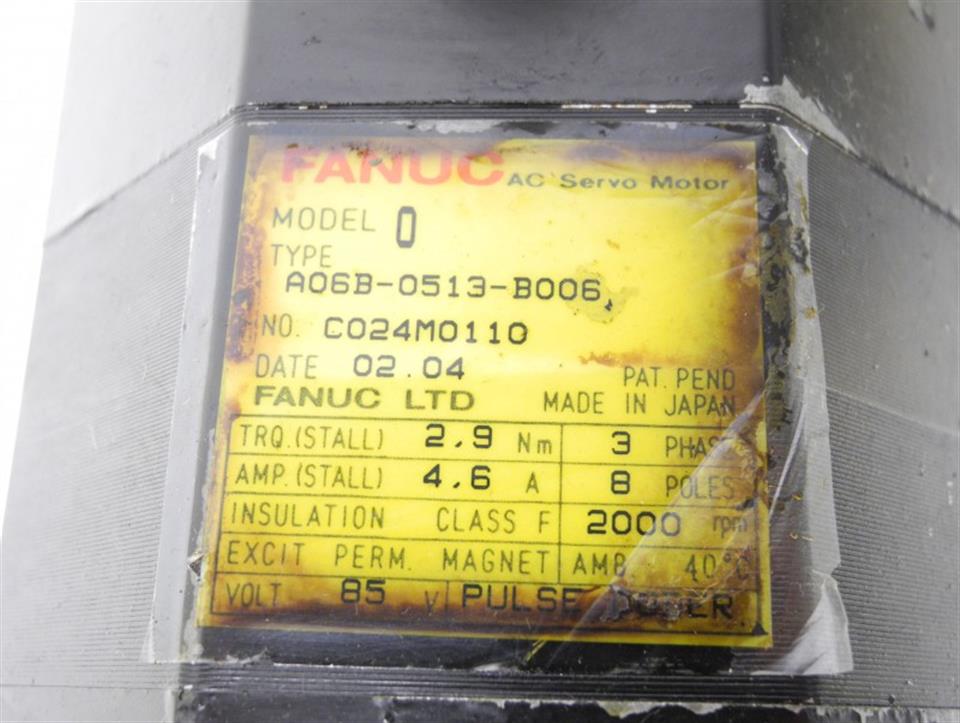 FANUC AC Servo Motor
MODEL 0
TYPE
A06B-0513-B006
NO. C024M0110
DATE 02.04
PAT. PEND
FANUC LTD MADE IN JAPAN
TRQ.(STALL) 2.9 Nm 3 PHASE
AMP.(STALL) 4.6 A 8 POLES
INSULATION CLASS F 2000 rpm
EXCIT PERM. MAGNET AMB. 40°C
VOLT 85 V PULSE CODER